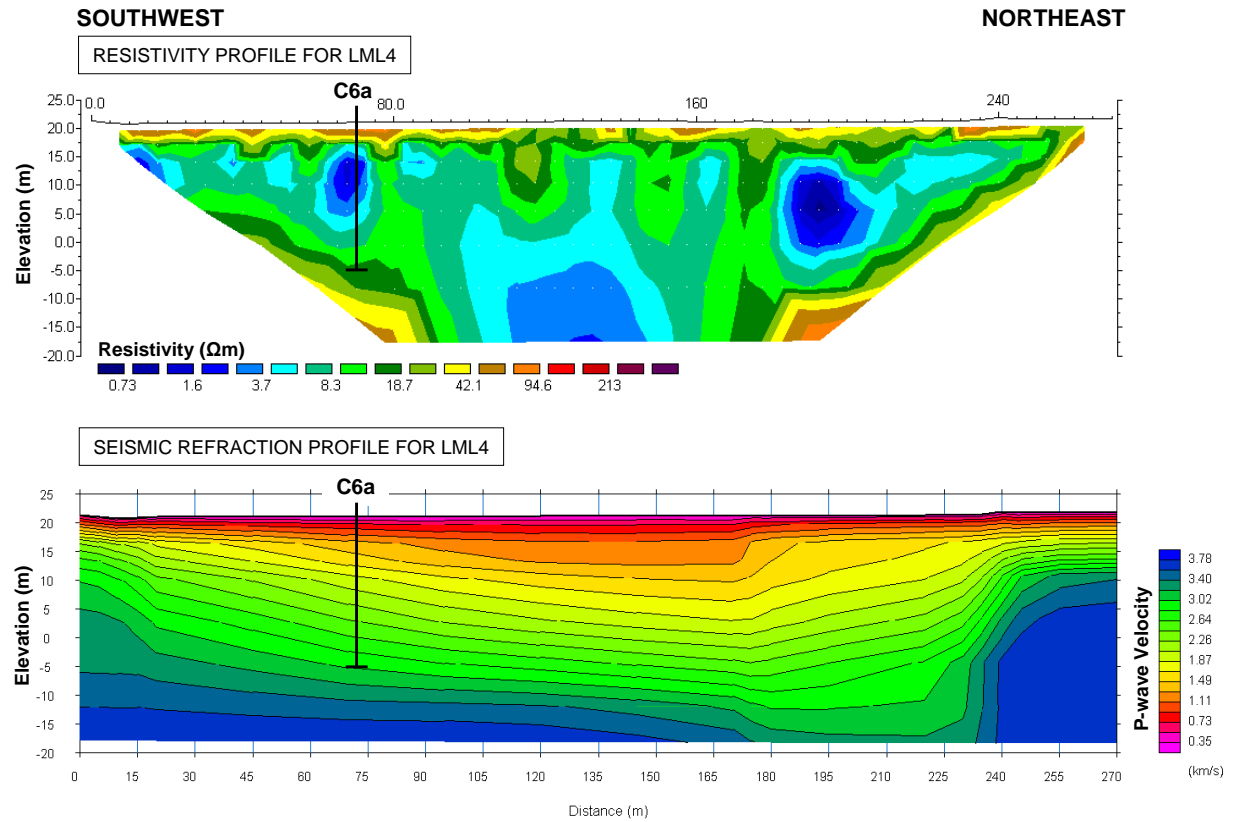 SOUTHWEST NORTHEAST
RESISTIVITY PROFILE FOR LML4
C6a
0.0 80.0 160 240
25.0
20.0
15.0
10.0
5.0
0.0
-5.0
-10.0
-15.0
-20.0
Elevation (m)
Resistivity (Ωm)
0.73 1.6 3.7 8.3 18.7 42.1 94.6 213
SEISMIC REFRACTION PROFILE FOR LML4
C6a
25
20
15
10
5
0
-5
-10
-15
-20
Elevation (m)
0 15 30 45 60 75 90 105 120 135 150 165 180 195 210 225 240 255 270
Distance (m)
P-wave Velocity
3.78
3.40
3.02
2.64
2.26
1.87
1.49
1.11
0.73
0.35
(km/s)